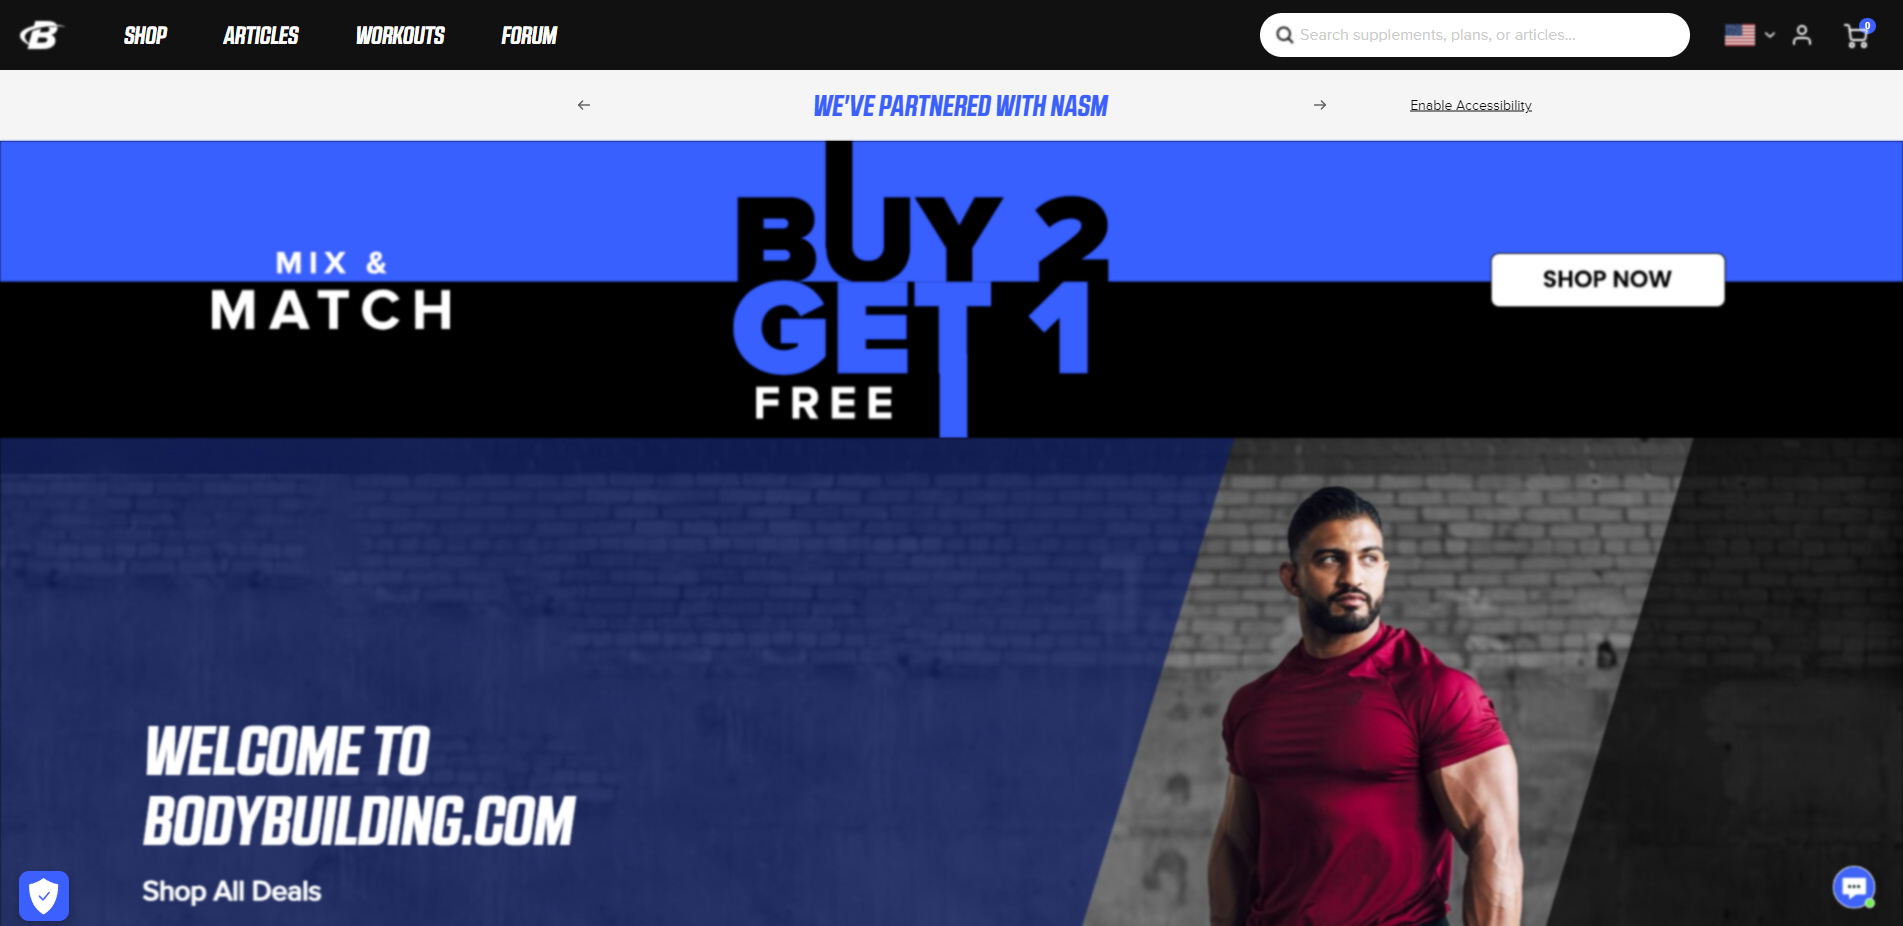 B
SHOP
ARTICLES
WORKOUTS
FORUM
Search supplements, plans, or articles...
0
WE'VE PARTNERED WITH NASM
Enable Accessibility
MIX &
MATCH
BUY 2
GET 1
FREE
SHOP NOW
WELCOME TO
BODYBUILDING.COM
Shop All Deals